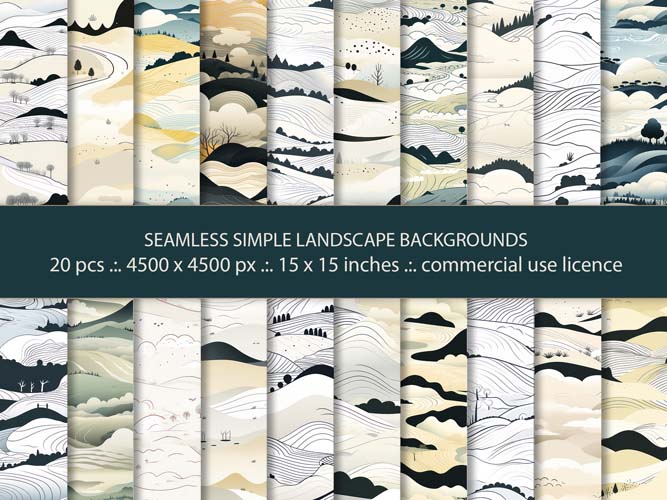 SEAMLESS SIMPLE LANDSCAPE BACKGROUNDS
20 pcs .:. 4500 x 4500 px .:. 15 x 15 inches .:. commercial use licence